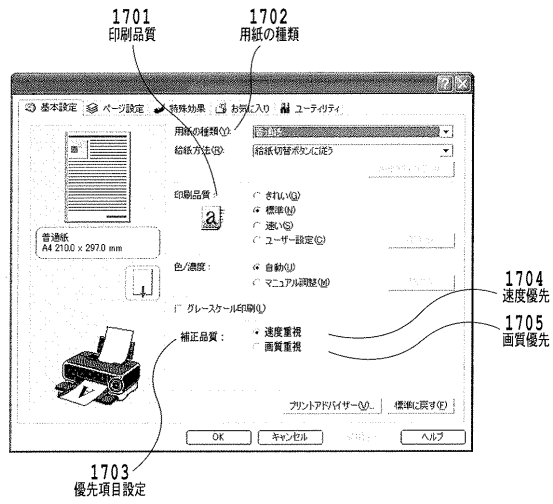 1701
印刷品質
1702
用紙の種類
基本設定 ページ設定 特殊効果 お気に入り ユーティリティ
用紙の種類(Y):
普通紙
給紙方法(R):
給紙切替ボタンに従う
印刷品質:
きれい(G)
標準(N)
速い(S)
ユーザー設定(C)
普通紙
A4 210.0 x 297.0 mm
色/濃度:
自動(U)
マニュアル調整(M)
グレースケール印刷(L)
補正品質:
速度重視
画質重視
1704
速度優先
1705
画質優先
プリントアドバイザー(V)... 標準に戻す(F)
OK キャンセル ヘルプ
1703
優先項目設定